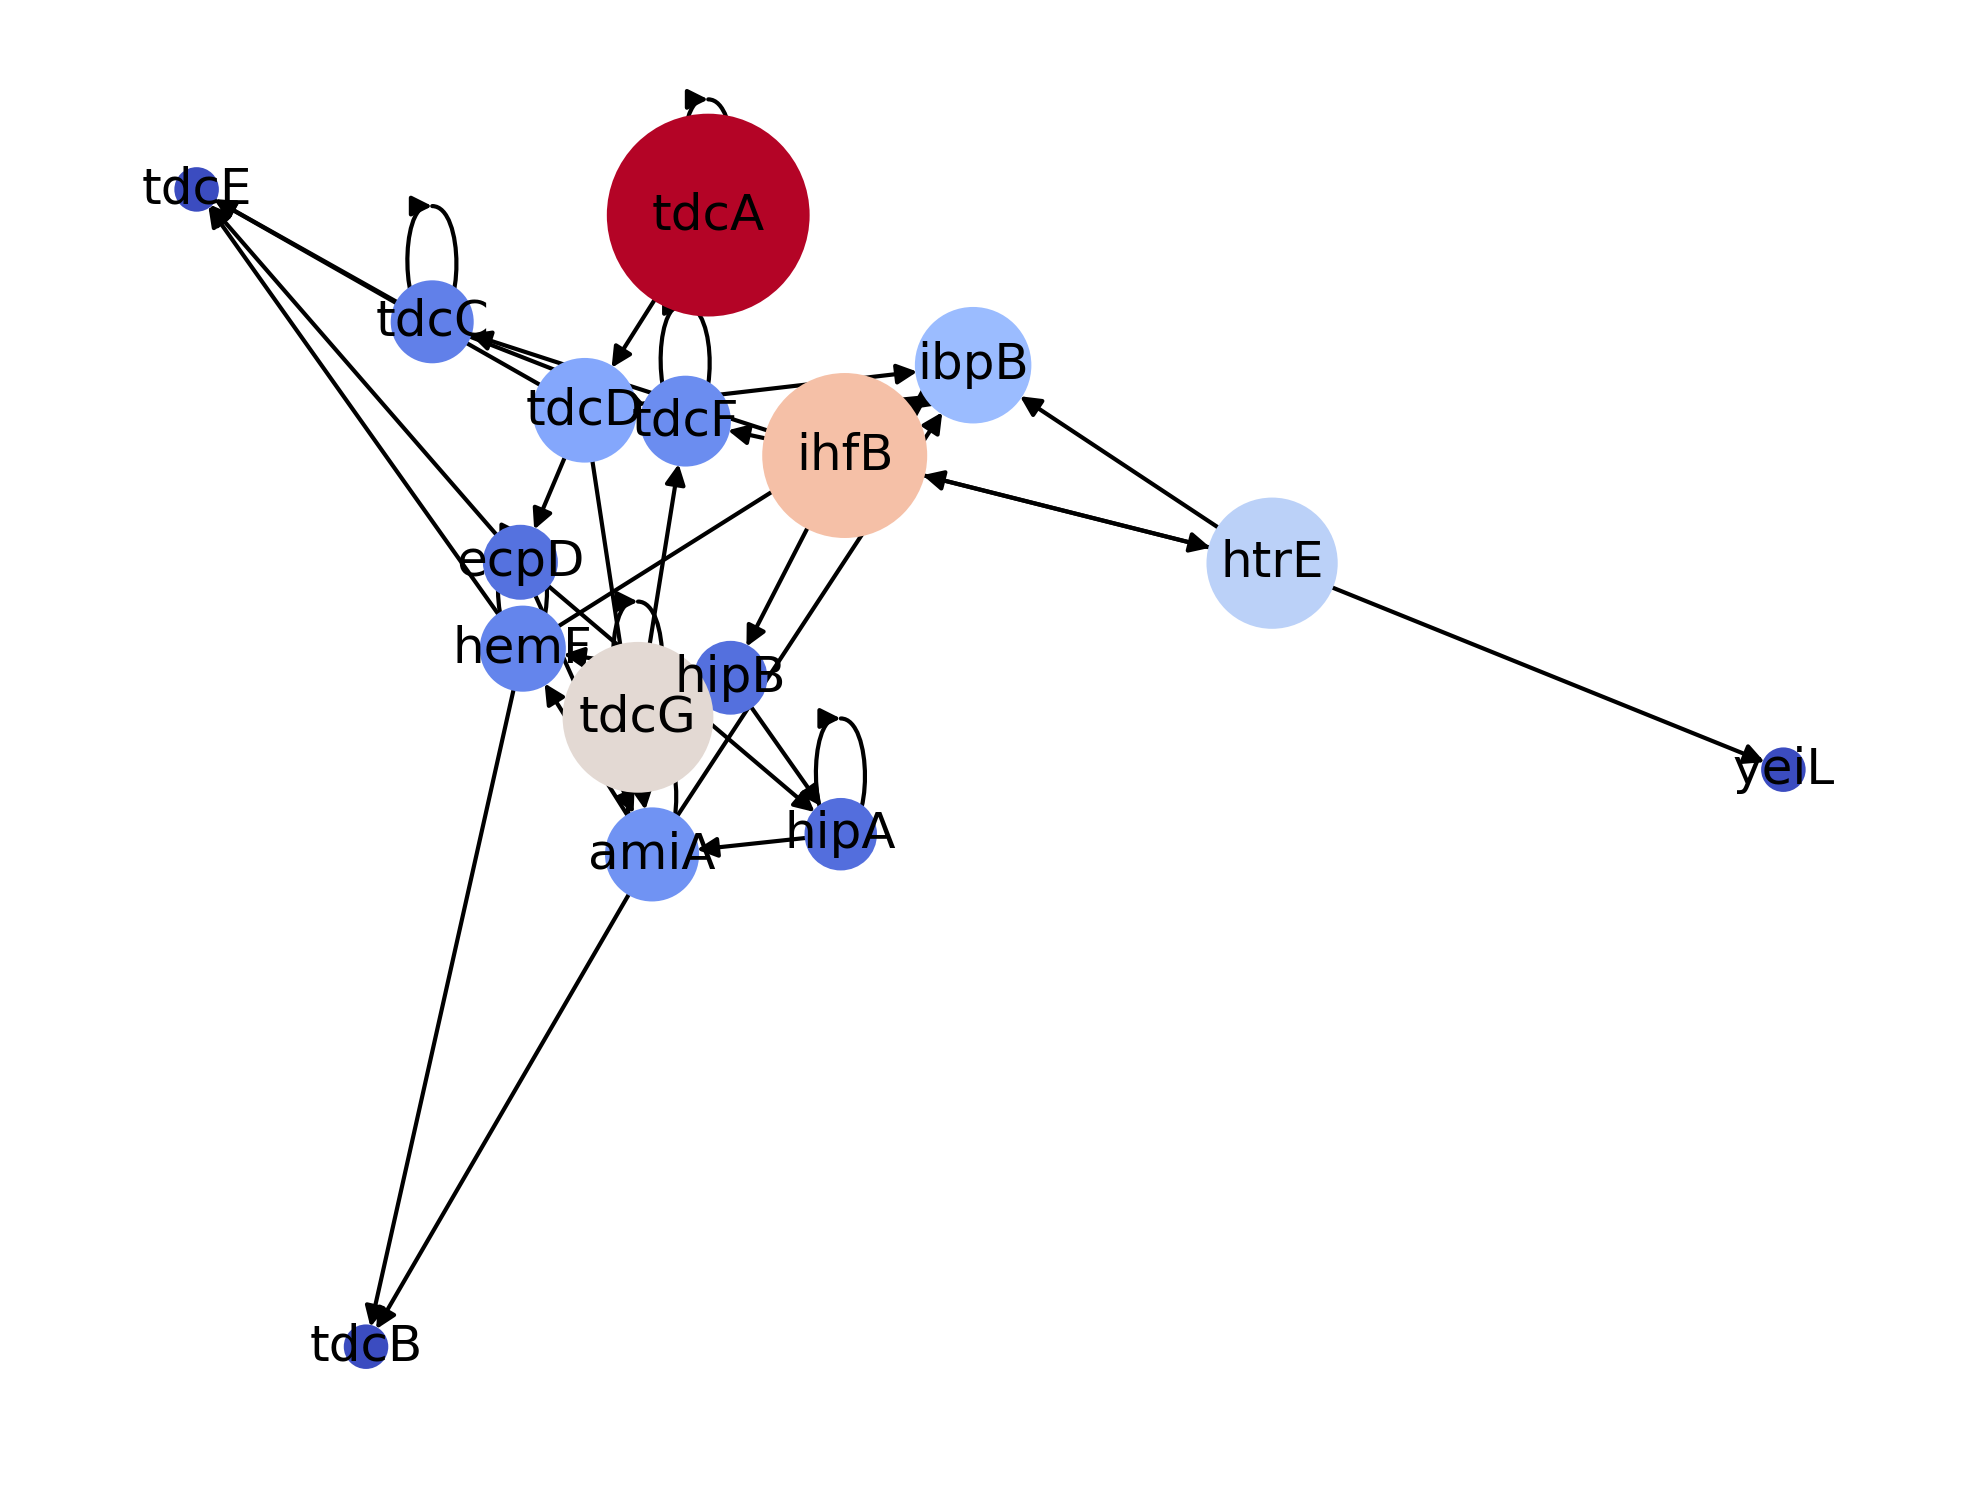 tdcE
tdcA
tdcC
ibpB
tdcD
tdcF
ihfB
ecpD
htrE
hemF
hipB
tdcG
yeiL
hipA
amiA
tdcB